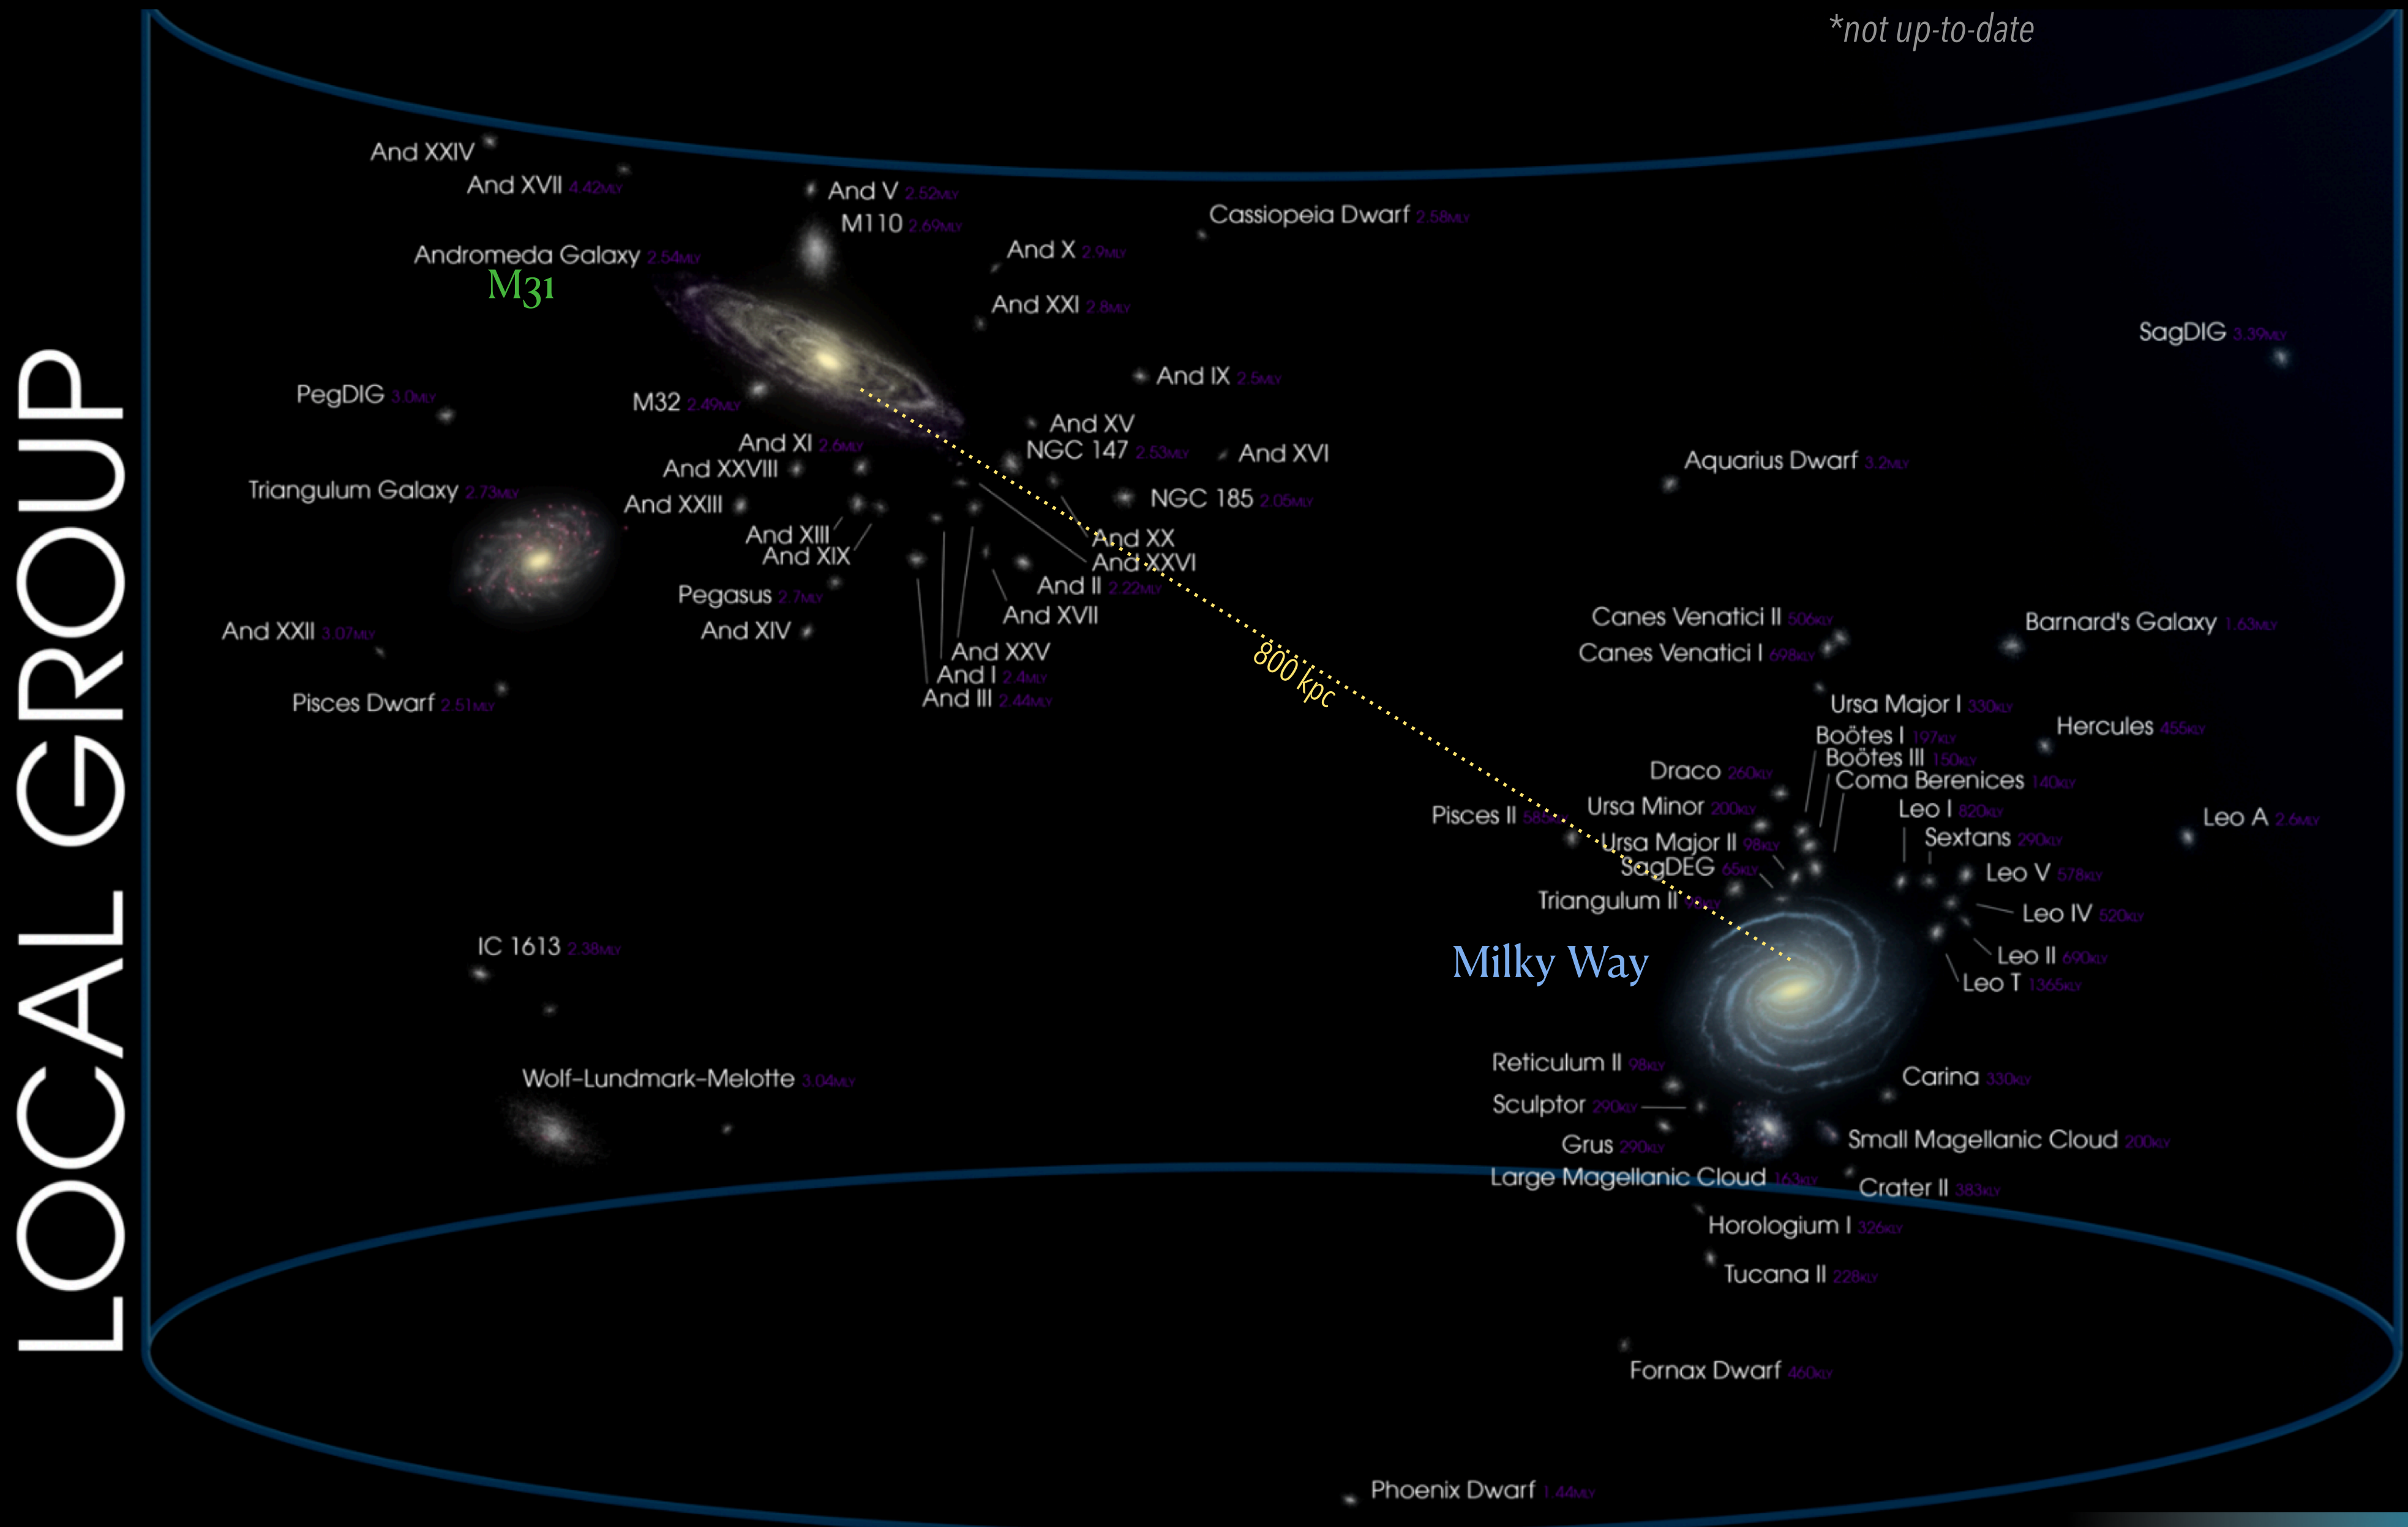 *not up-to-date
LOCAL GROUP
And XXIV
And XVII 4.42MLY
And V 2.52MLY
M110 2.69MLY
Cassiopeia Dwarf 2.58MLY
Andromeda Galaxy 2.54MLY
M31
And X 2.9MLY
And XXI 2.8MLY
SagDIG 3.39MLY
And IX 2.5MLY
PegDIG 3.0MLY
M32 2.49MLY
And XV
And XI 2.6MLY
NGC 147 2.53MLY
And XVI
Aquarius Dwarf 3.2MLY
And XXVIII
Triangulum Galaxy 2.73MLY
And XXIII
NGC 185 2.05MLY
And XIII
And XX
And XIX
And XXVI
And II 2.22MLY
Pegasus 2.7MLY
And XVII
Canes Venatici II 506KLY
Barnard's Galaxy 1.63MLY
And XXII 3.07MLY
And XIV
And XXV
Canes Venatici I 698KLY
800 kpc
And I 2.4MLY
And III 2.44MLY
Pisces Dwarf 2.51MLY
Ursa Major I 330KLY
Hercules 455KLY
Boötes I 197KLY
Boötes III 150KLY
Draco 260KLY
Coma Berenices 140KLY
Ursa Minor 200KLY
Leo I 820KLY
Pisces II
Leo A 2.6MLY
Ursa Major II 98KLY
Sextans 290KLY
SagDEG 65KLY
Leo V 578KLY
Triangulum II
Leo IV 520KLY
IC 1613 2.38MLY
Milky Way
Leo II 690KLY
Leo T 1365KLY
Wolf-Lundmark-Melotte 3.04MLY
Reticulum II 98KLY
Carina 330KLY
Sculptor 290KLY
Grus 290KLY
Small Magellanic Cloud 200KLY
Large Magellanic Cloud 163KLY
Crater II 383KLY
Horologium I 326KLY
Tucana II 228KLY
Fornax Dwarf 460KLY
Phoenix Dwarf 1.44MLY